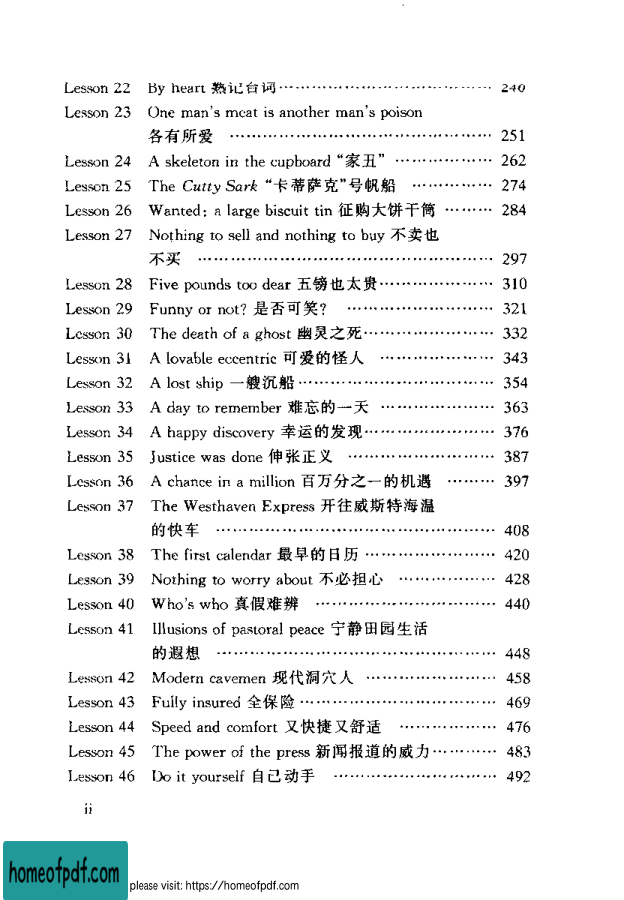 Lesson 22 By heart 熟记台词 ………………………… 240
Lesson 23 One man's meat is another man's poison
各有所爱 ………………………… 251
Lesson 24 A skeleton in the cupboard “家丑” ………………………… 262
Lesson 25 The Cutty Sark “卡蒂萨克”号帆船 ………………………… 274
Lesson 26 Wanted: a large biscuit tin 征购大饼干筒 ………………………… 284
Lesson 27 Nothing to sell and nothing to buy 不卖也
不买 ………………………… 297
Lesson 28 Five pounds too dear 五镑也太贵 ………………………… 310
Lesson 29 Funny or not? 是否可笑? ………………………… 321
Lesson 30 The death of a ghost 幽灵之死 ………………………… 332
Lesson 31 A lovable eccentric 可爱的怪人 ………………………… 343
Lesson 32 A lost ship 一艘沉船 ………………………… 354
Lesson 33 A day to remember 难忘的一天 ………………………… 363
Lesson 34 A happy discovery 幸运的发现 ………………………… 376
Lesson 35 Justice was done 伸张正义 ………………………… 387
Lesson 36 A chance in a million 百万分之一的机遇 ………………………… 397
Lesson 37 The Westhaven Express 开往威斯特海温
的快车 ………………………… 408
Lesson 38 The first calendar 最早的日历 ………………………… 420
Lesson 39 Nothing to worry about 不必担心 ………………………… 428
Lesson 40 Who's who 真假难辨 ………………………… 440
Lesson 41 Illusions of pastoral peace 宁静田园生活
的遐想 ………………………… 448
Lesson 42 Modern cavemen 现代洞穴人 ………………………… 458
Lesson 43 Fully insured 全保险 ………………………… 469
Lesson 44 Speed and comfort 又快捷又舒适 ………………………… 476
Lesson 45 The power of the press 新闻报道的威力 ………………………… 483
Lesson 46 Do it yourself 自己动手 ………………………… 492
ii
homeofpdf.com
please visit: https://homeofpdf.com